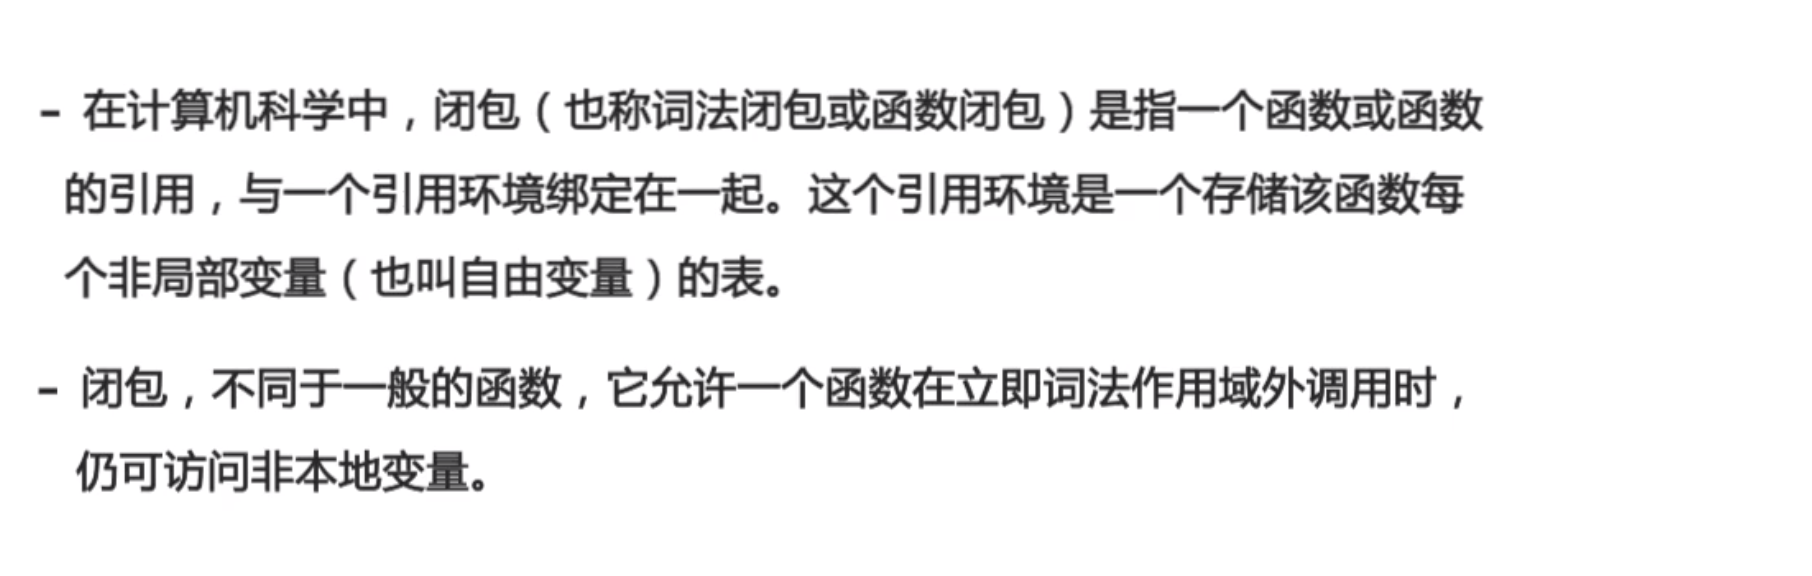 - 在计算机科学中，闭包（也称词法闭包或函数闭包）是指一个函数或函数
的引用，与一个引用环境绑定在一起。这个引用环境是一个存储该函数每
个非局部变量（也叫自由变量）的表。
- 闭包，不同于一般的函数，它允许一个函数在立即词法作用域外调用时，
仍可访问非本地变量。